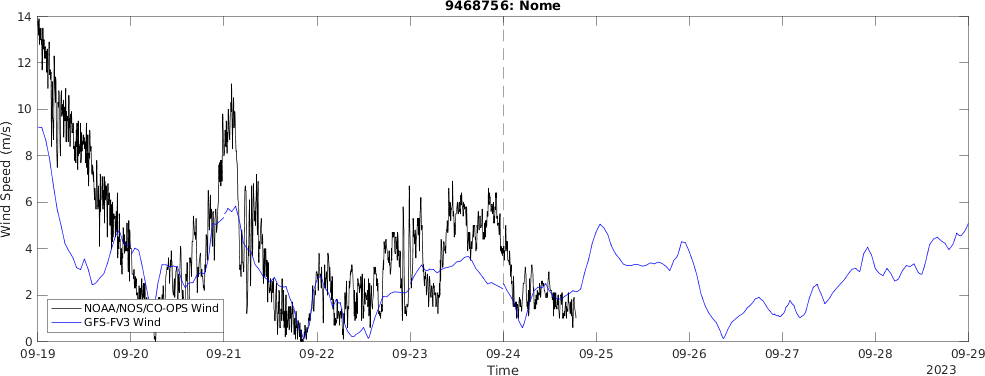 9468756: Nome
Wind Speed (m/s)
14
12
10
8
6
4
2
0
NOAA/NOS/CO-OPS Wind
GFS-FV3 Wind
09-19 09-20 09-21 09-22 09-23 09-24 09-25 09-26 09-27 09-28 09-29
Time
2023